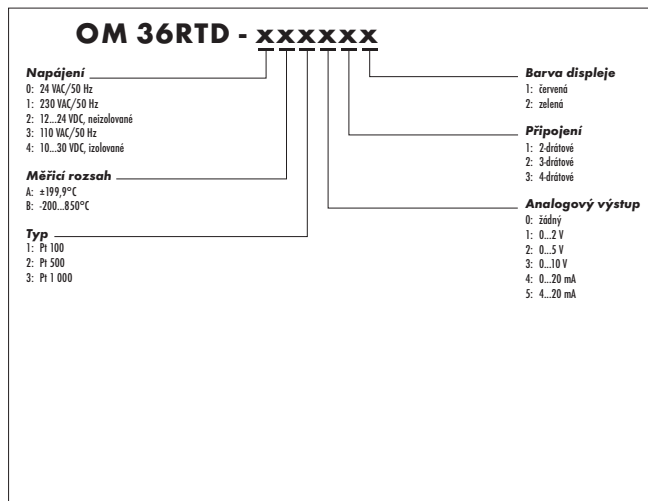 OM 36RTD - xxxxxx
Napájení
0: 24 VAC/50 Hz
1: 230 VAC/50 Hz
2: 12...24 VDC, neizolované
3: 110 VAC/50 Hz
4: 10...30 VDC, izolované
Měřicí rozsah
A: ±199,9°C
B: -200...850°C
Typ
1: Pt 100
2: Pt 500
3: Pt 1 000
Barva displeje
1: červená
2: zelená
Připojení
1: 2-drátové
2: 3-drátové
3: 4-drátové
Analogový výstup
0: žádný
1: 0...2 V
2: 0...5 V
3: 0...10 V
4: 0...20 mA
5: 4...20 mA